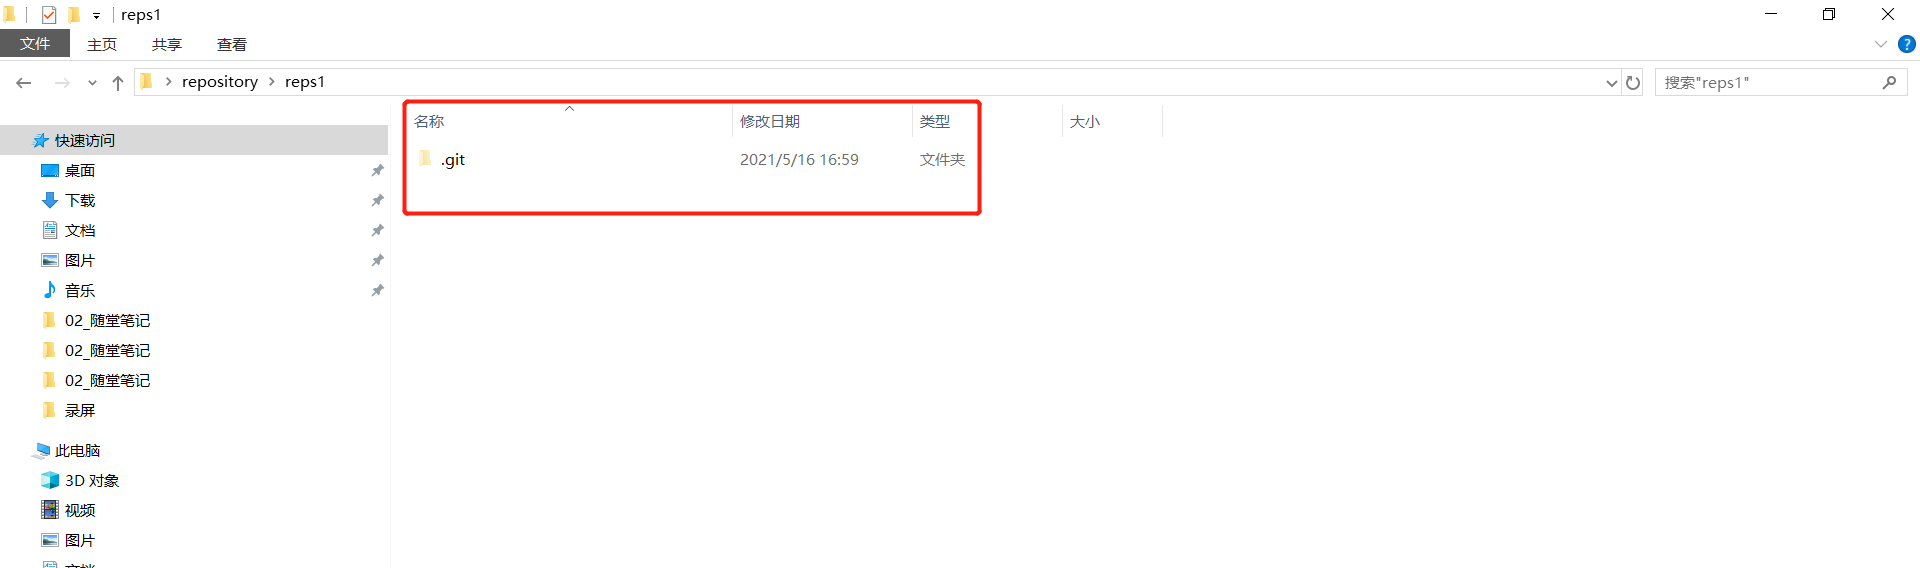 reps1
文件 主页 共享 查看
repository reps1
搜索"reps1"
名称 修改日期 类型 大小
.git 2021/5/16 16:59 文件夹
快速访问
桌面
下载
文档
图片
音乐
02_随堂笔记
02_随堂笔记
02_随堂笔记
录屏
此电脑
3D 对象
视频
图片